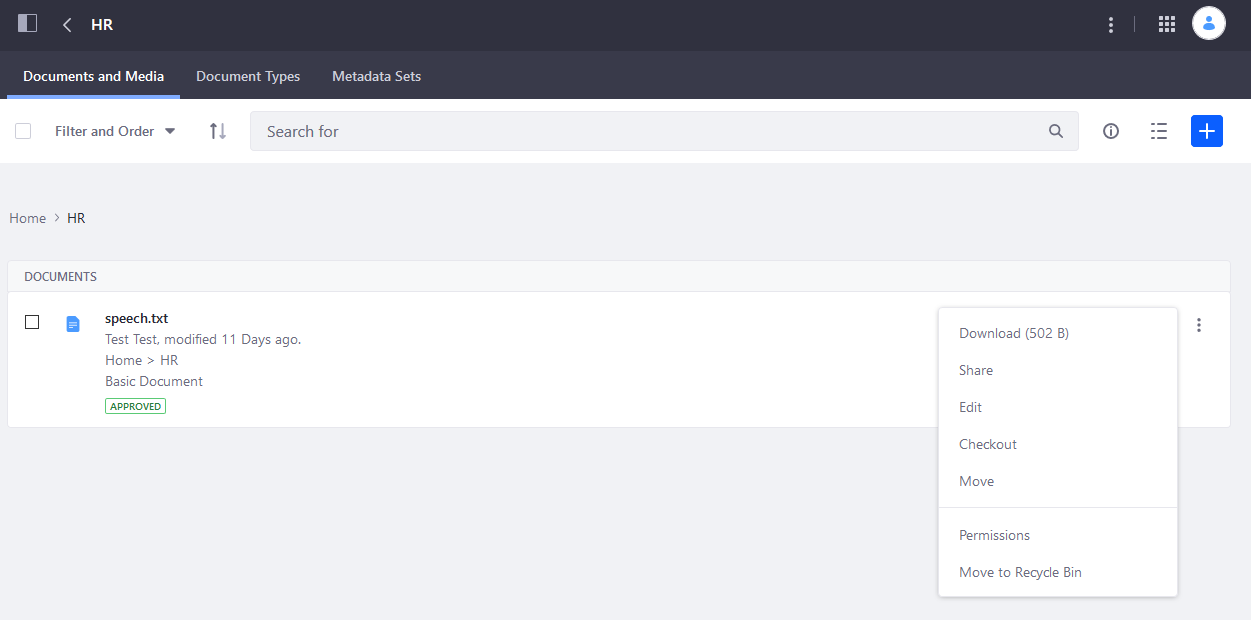 HR
Documents and Media Document Types Metadata Sets
Filter and Order Search for
Home > HR
DOCUMENTS
speech.txt
Test Test, modified 11 Days ago.
Home > HR
Basic Document
APPROVED
Download (502 B)
Share
Edit
Checkout
Move
Permissions
Move to Recycle Bin